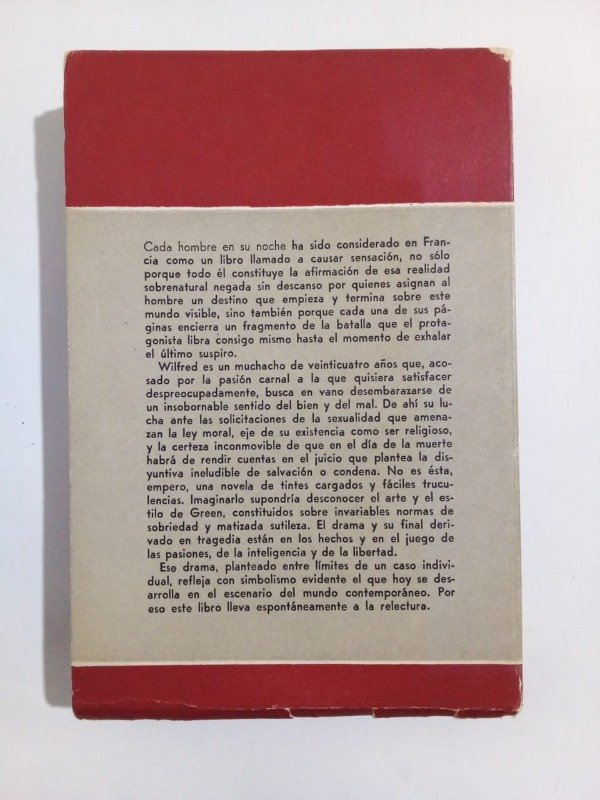 Cada hombre en su noche ha sido considerado en Fran-
cia como un libro llamado a causar sensación, no sólo
porque todo él constituye la afirmación de esa realidad
sobrenatural negada sin descanso por quienes asignan al
hombre un destino que empieza y termina sobre este
mundo visible, sino también porque cada una de sus pá-
ginas encierra un fragmento de la batalla que el prota-
gonista libra consigo mismo hasta el momento de exhalar
el último suspiro.
Wilfred es un muchacho de veinticuatro años que, aco-
sado por la pasión carnal a la que quisiera satisfacer
despreocupadamente, busca en vano desembarazarse de
un insobornable sentido del bien y del mal. De ahí su lu-
cha ante las solicitaciones de la sexualidad que amena-
zan la ley moral, eje de su existencia como ser religioso,
y la certeza inconmovible de que en el día de la muerte
habrá de rendir cuentas en el juicio que plantea la dis-
yuntiva ineludible de salvación o condena. No es ésta,
empero, una novela de tintes cargados y fáciles trucu-
lencias. Imaginarlo supondría desconocer el arte y el es-
tilo de Green, constituidos sobre invariables normas de
sobriedad y matizada sutileza. El drama y su final deri-
vado en tragedia están en los hechos y en el juego de
las pasiones, de la inteligencia y de la libertad.
Ese drama, planteado entre límites de un caso indivi-
dual, refleja con simbolismo evidente el que hoy se des-
arrolla en el escenario del mundo contemporáneo. Por
eso este libro lleva espontáneamente a la relectura.